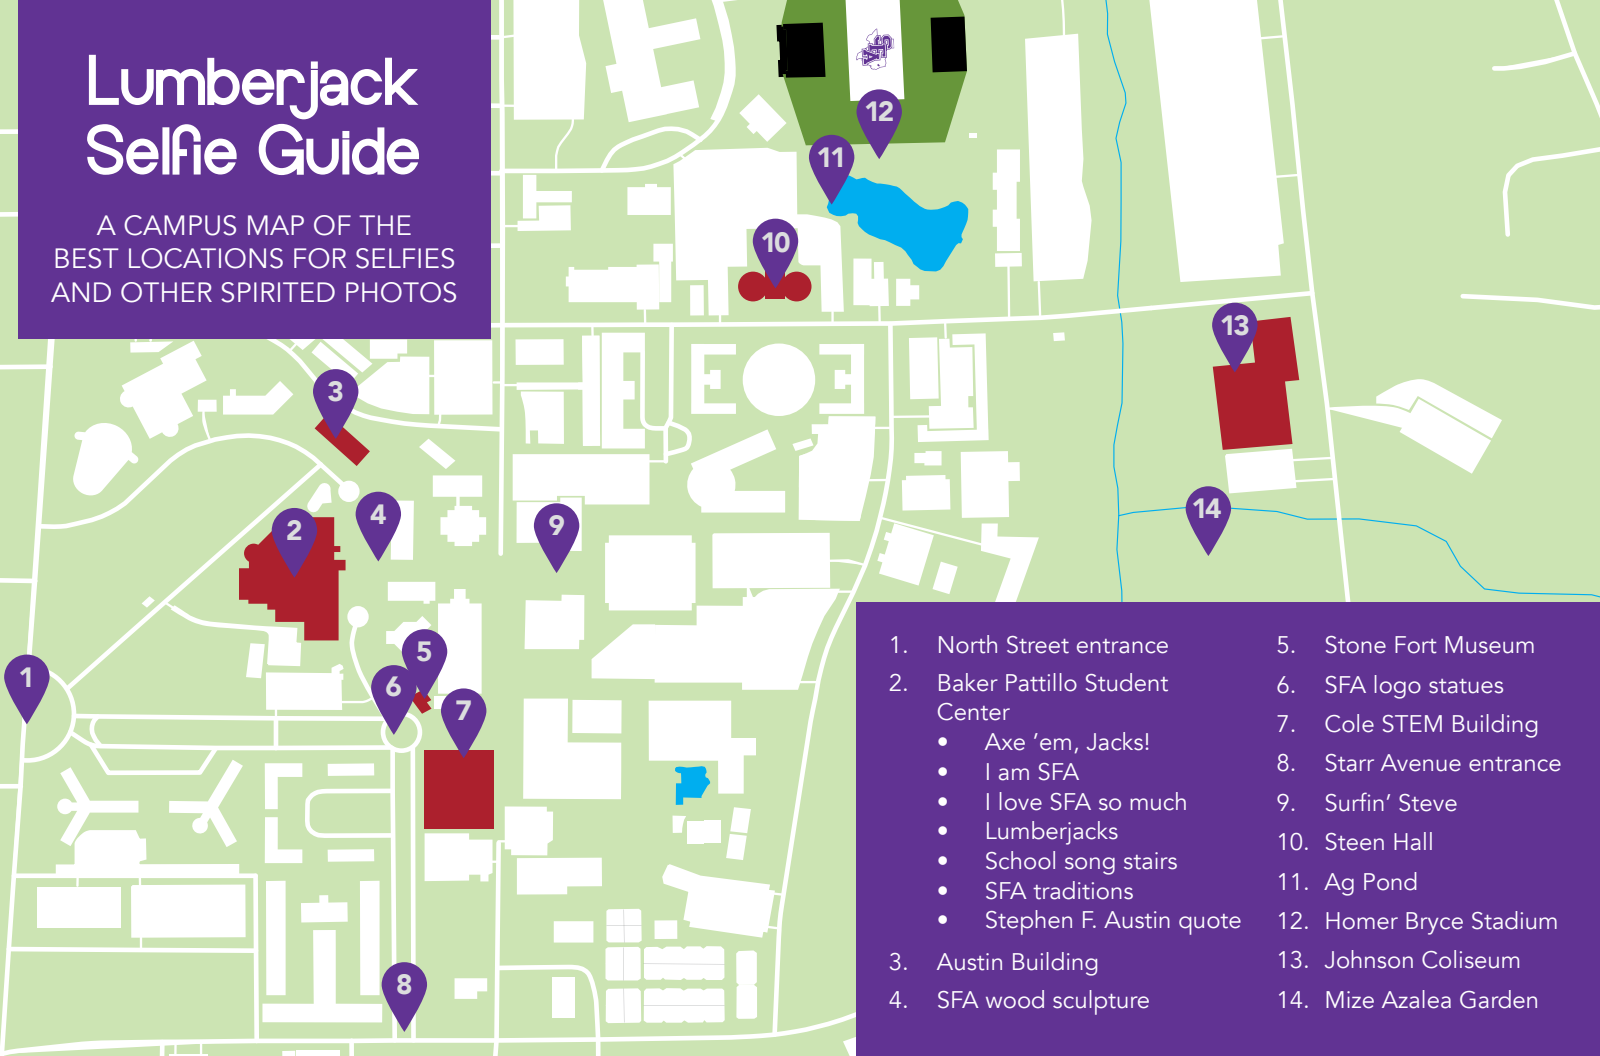 Lumberjack
Selfie Guide
A CAMPUS MAP OF THE
BEST LOCATIONS FOR SELFIES
AND OTHER SPIRITED PHOTOS
SFA
12
11
10
13
3
14
4
9
2
5
1
6
7
8
1. North Street entrance
2. Baker Pattillo Student
Center
• Axe ’em, Jacks!
• I am SFA
• I love SFA so much
• Lumberjacks
• School song stairs
• SFA traditions
• Stephen F. Austin quote
3. Austin Building
4. SFA wood sculpture
5. Stone Fort Museum
6. SFA logo statues
7. Cole STEM Building
8. Starr Avenue entrance
9. Surfin’ Steve
10. Steen Hall
11. Ag Pond
12. Homer Bryce Stadium
13. Johnson Coliseum
14. Mize Azalea Garden